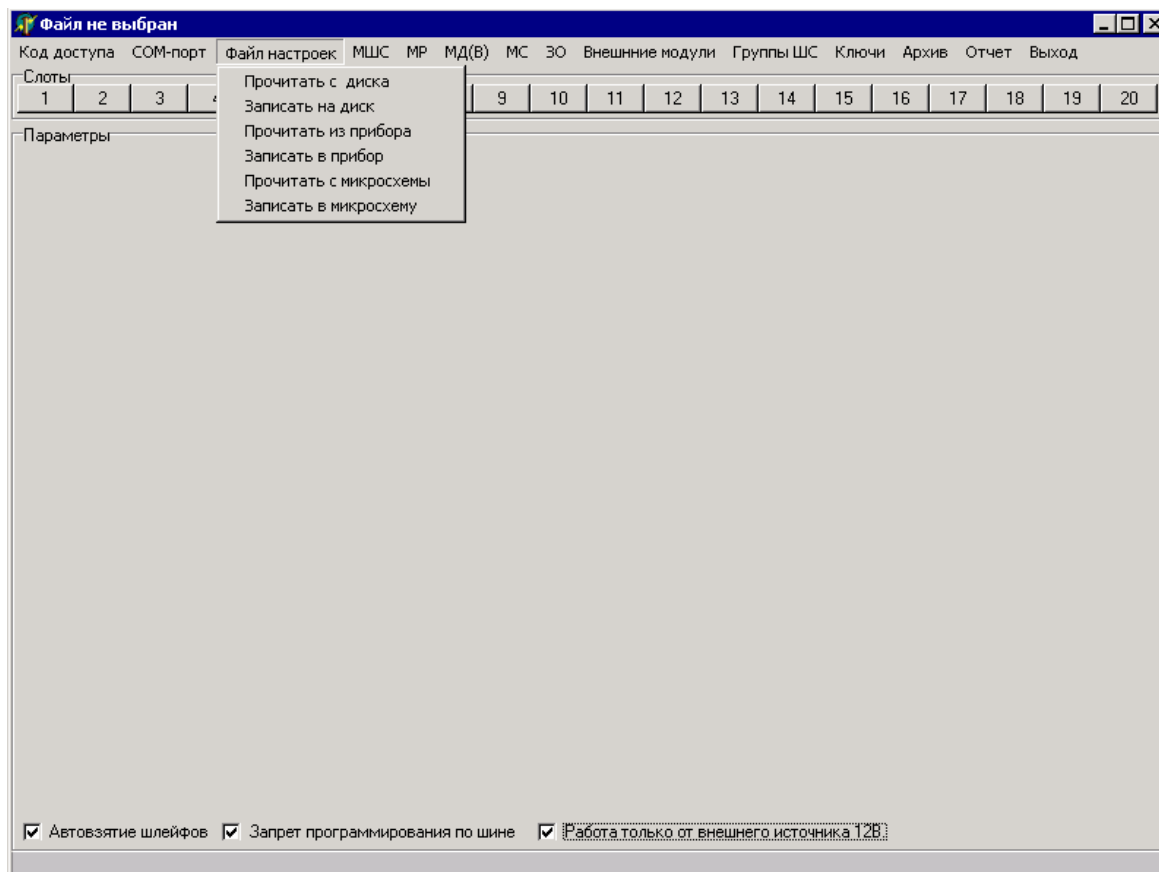 Файл не выбран
Код доступа COM-порт Файл настроек МШС МР МД(В) МС ЗО Внешнние модули Группы ШС Ключи Архив Отчет Выход
Слоты
1 2 3 9 10 11 12 13 14 15 16 17 18 19 20
Прочитать с диска
Записать на диск
Прочитать из прибора
Записать в прибор
Прочитать с микросхемы
Записать в микросхему
Параметры
Автовзятие шлейфов Запрет программирования по шине Работа только от внешнего источника 12В